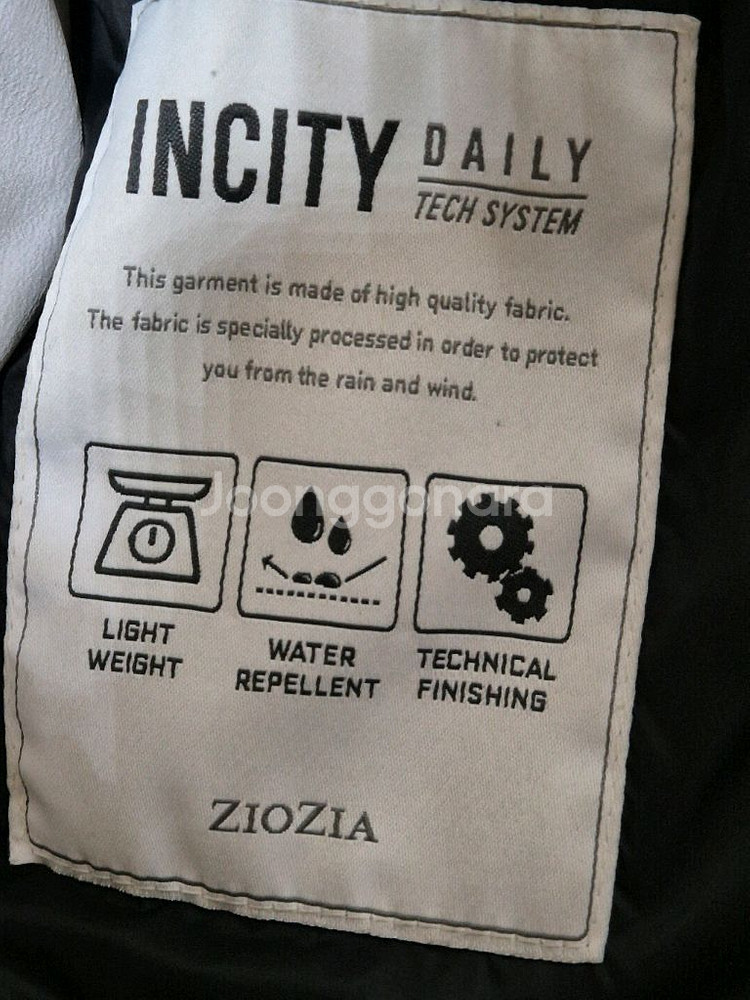 INCITY DAILY
TECH SYSTEM
This garment is made of high quality fabric.
The fabric is specially processed in order to protect
you from the rain and wind.
Joonggonara
LIGHT
WEIGHT
WATER
REPELLENT
TECHNICAL
FINISHING
ZIOZIA